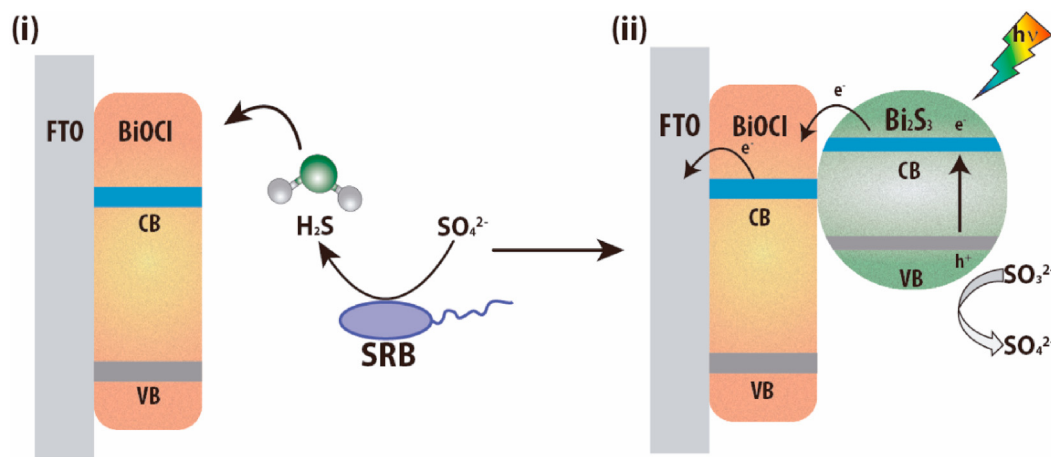 (i)
FTO
BiOCl
CB
VB
H₂S
SO₄²⁻
SRB
(ii)
hν
FTO
BiOCl
e⁻
e⁻
CB
VB
Bi₂S₃
e⁻
CB
h⁺
VB
SO₃²⁻
SO₄²⁻